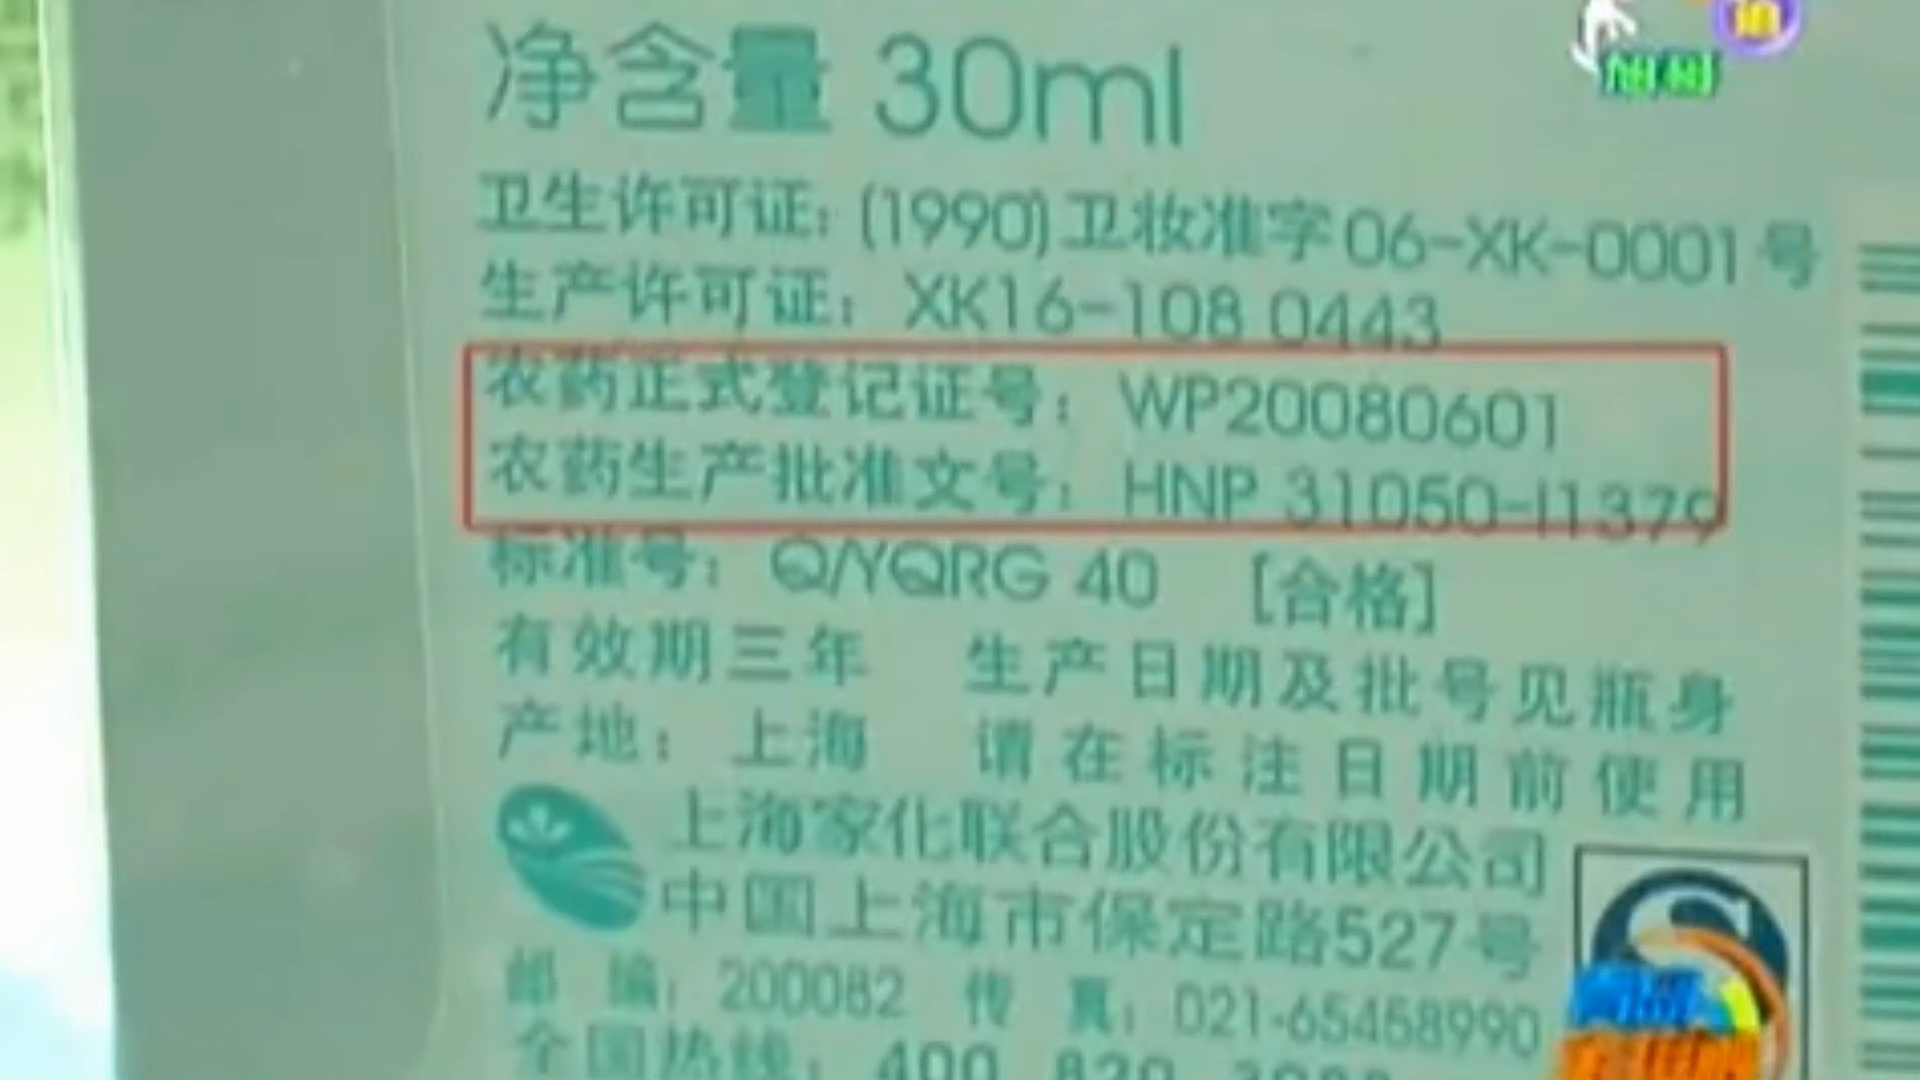 净含量 30ml
卫生许可证: (1990)卫妆准字06-XK-0001号
生产许可证: XK16-108 0443
农药正式登记证号: WP20080601
农药生产批准文号: HNP 31050-I1379
标准号: Q/YQRG 40 [合格]
有效期三年 生产日期及批号见瓶身
产地: 上海 请在标注日期前使用
上海家化联合股份有限公司
中国上海市保定路527号
邮 编: 200082 传 真: 021-65458990
全国热线: 400 820